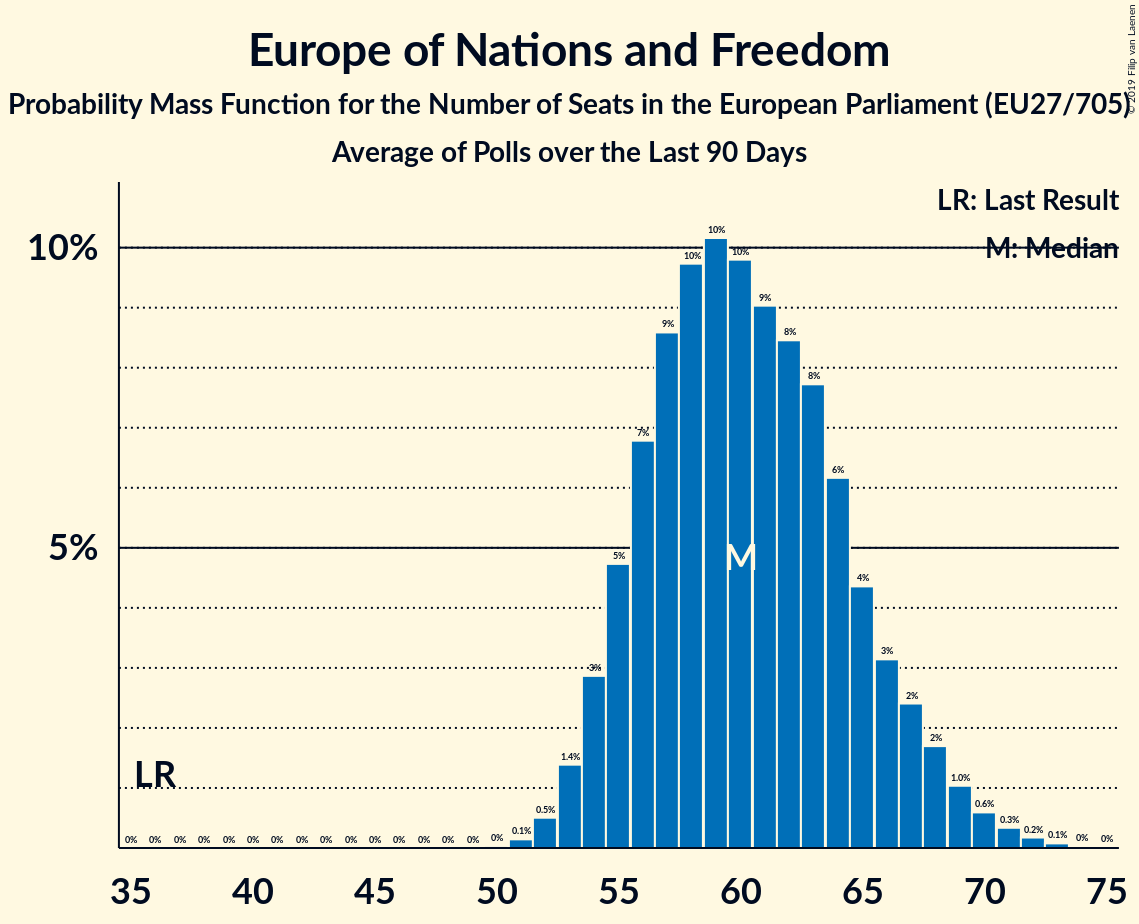 Europe of Nations and Freedom
Probability Mass Function for the Number of Seats in the European Parliament (EU27/705)
Average of Polls over the Last 90 Days
© 2019 Filip van Laenen
LR: Last Result
M: Median
10%
5%
LR
M
0% 0% 0% 0% 0% 0% 0% 0% 0% 0% 0% 0% 0% 0% 0% 0% 0.1% 0.5% 1.4% 3% 5% 7% 9% 10% 10% 10% 9% 8% 8% 6% 4% 3% 2% 2% 1.0% 0.6% 0.3% 0.2% 0.1% 0% 0%
35 40 45 50 55 60 65 70 75